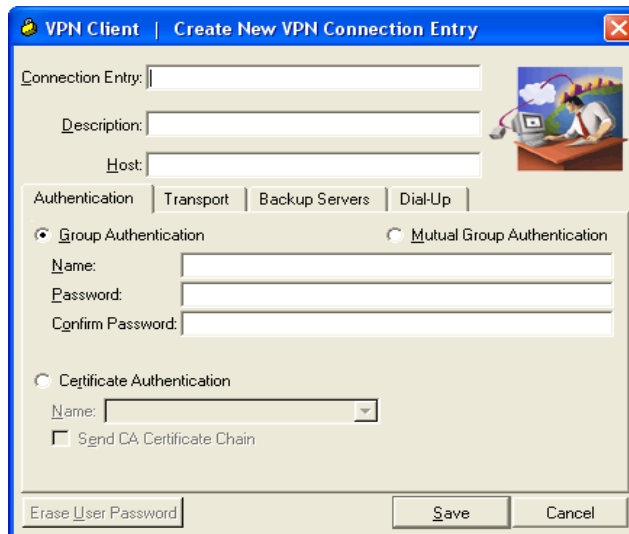 VPN Client | Create New VPN Connection Entry
Connection Entry:
Description:
Host:
Authentication Transport Backup Servers Dial-Up
Group Authentication Mutual Group Authentication
Name:
Password:
Confirm Password:
Certificate Authentication
Name:
Send CA Certificate Chain
Erase User Password Save Cancel